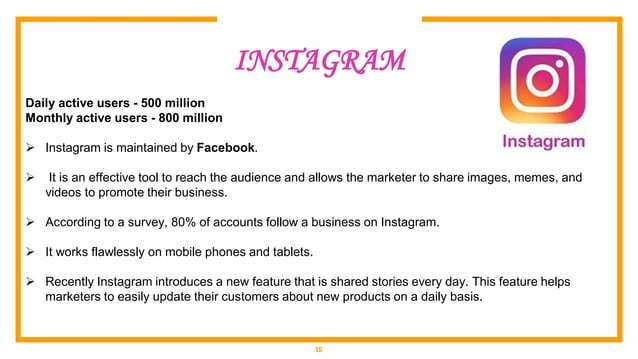 INSTAGRAM
Instagram
Daily active users - 500 million
Monthly active users - 800 million
➢ Instagram is maintained by Facebook.
➢ It is an effective tool to reach the audience and allows the marketer to share images, memes, and
videos to promote their business.
➢ According to a survey, 80% of accounts follow a business on Instagram.
➢ It works flawlessly on mobile phones and tablets.
➢ Recently Instagram introduces a new feature that is shared stories every day. This feature helps
marketers to easily update their customers about new products on a daily basis.